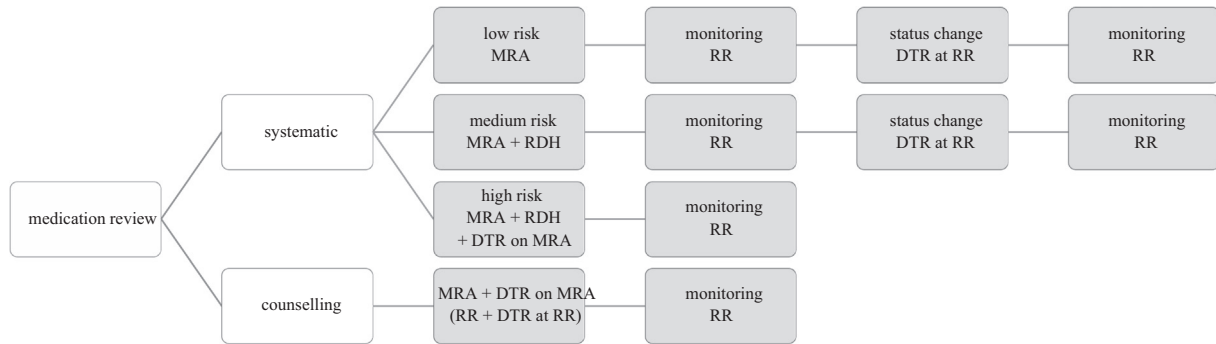 low risk
MRA
monitoring
RR
status change
DTR at RR
monitoring
RR
systematic
medium risk
MRA + RDH
monitoring
RR
status change
DTR at RR
monitoring
RR
medication review
high risk
MRA + RDH
+ DTR on MRA
monitoring
RR
counselling
MRA + DTR on MRA
(RR + DTR at RR)
monitoring
RR